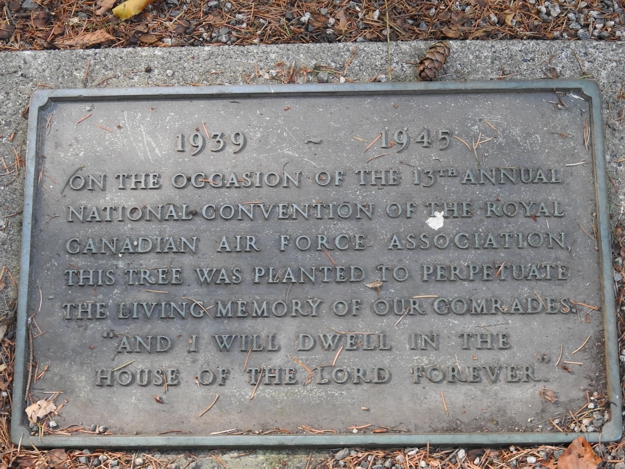 1939 ~ 1945
ON THE OCCASION OF THE 13TH ANNUAL
NATIONAL CONVENTION OF THE ROYAL
CANADIAN AIR FORCE ASSOCIATION,
THIS TREE WAS PLANTED TO PERPETUATE
THE LIVING MEMORY OF OUR COMRADES.
"AND I WILL DWELL IN THE
HOUSE OF THE LORD FOREVER."